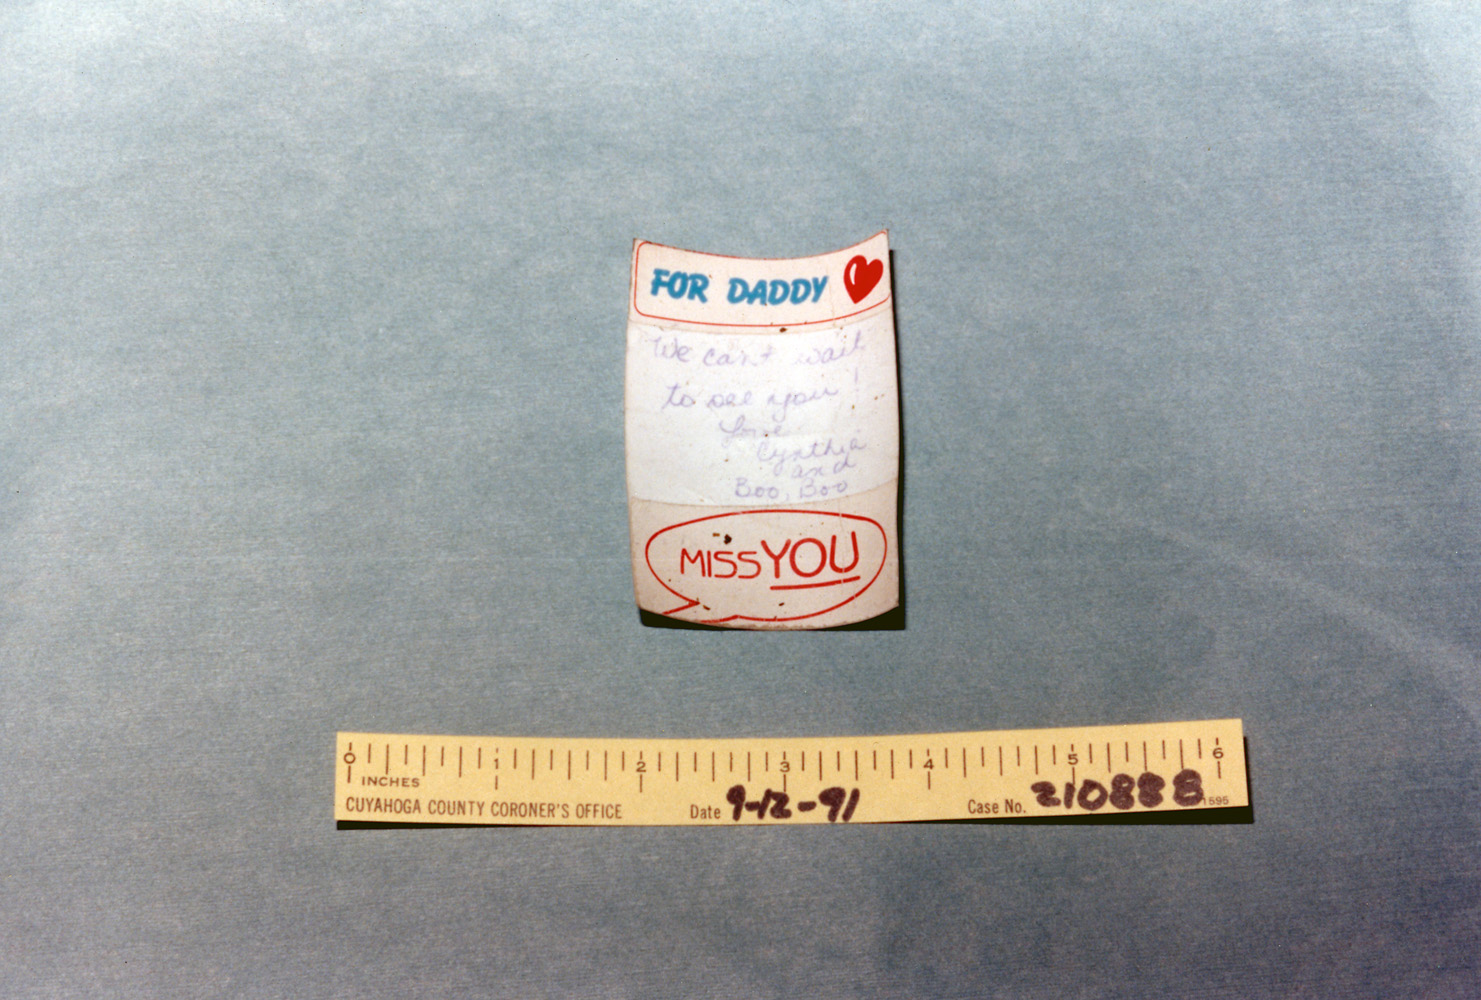 FOR DADDY
We can't wait
to see you!
Love
Cynthia
and
Boo, Boo
MISS YOU
0 1 2 3 4 5 6
INCHES
CUYAHOGA COUNTY CORONER'S OFFICE Date 9-12-91 Case No. 210888 1595